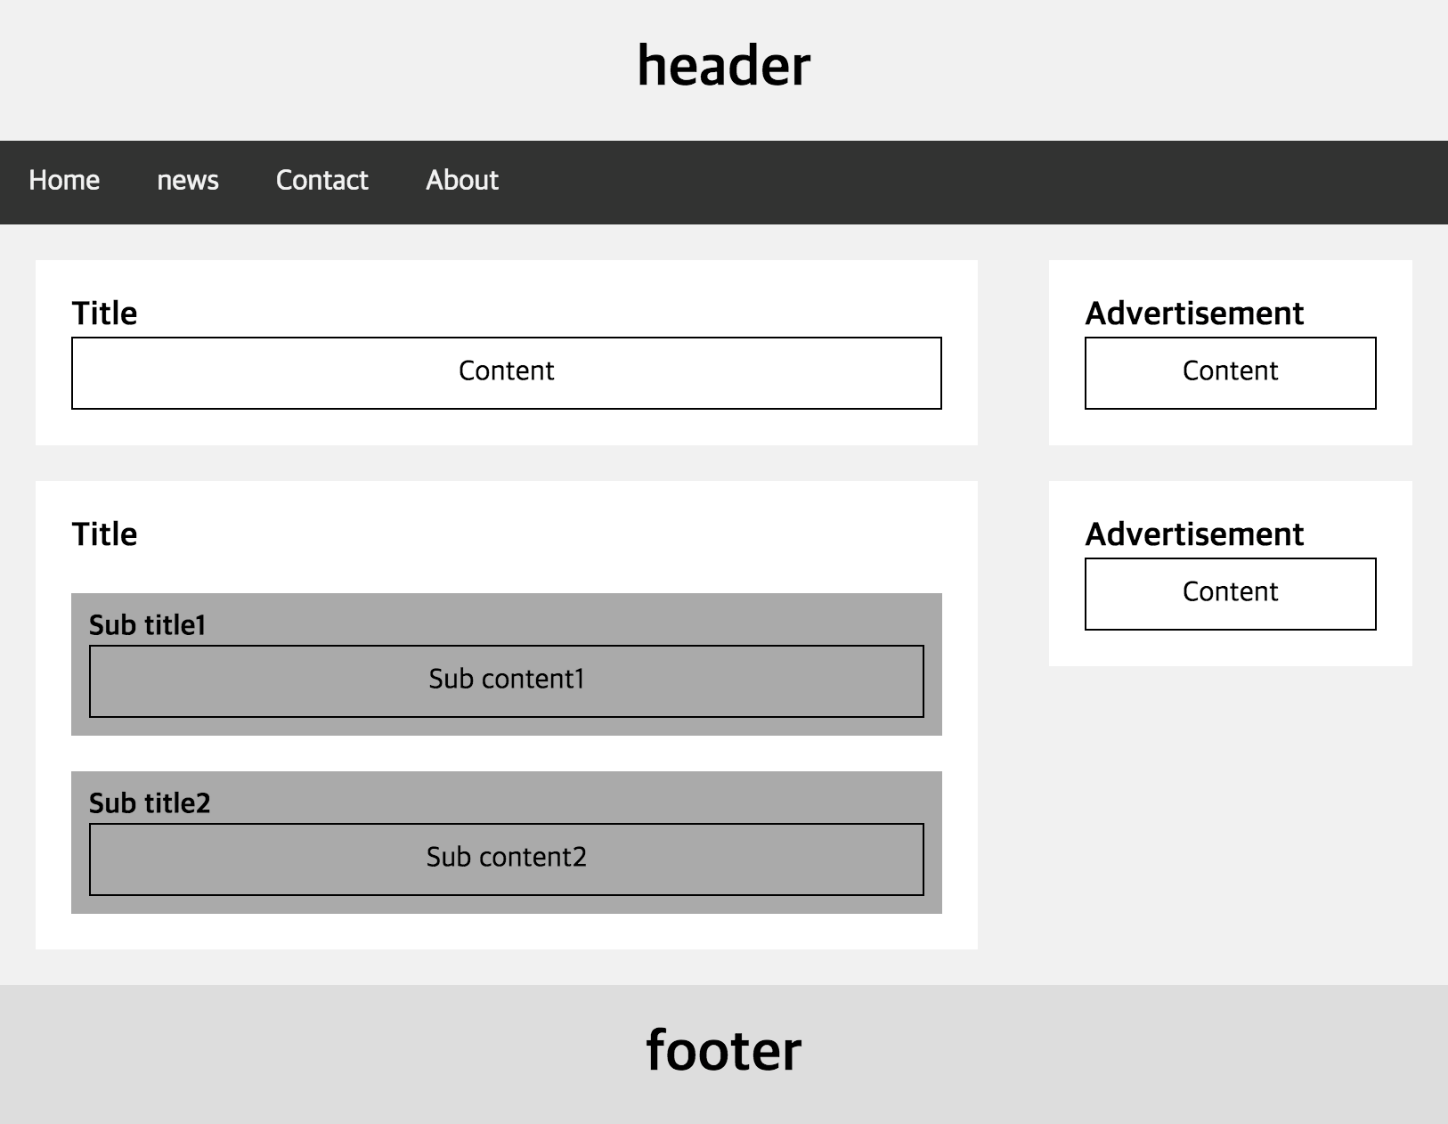 header
Home news Contact About
Title
Content
Title
Sub title1
Sub content1
Sub title2
Sub content2
Advertisement
Content
Advertisement
Content
footer